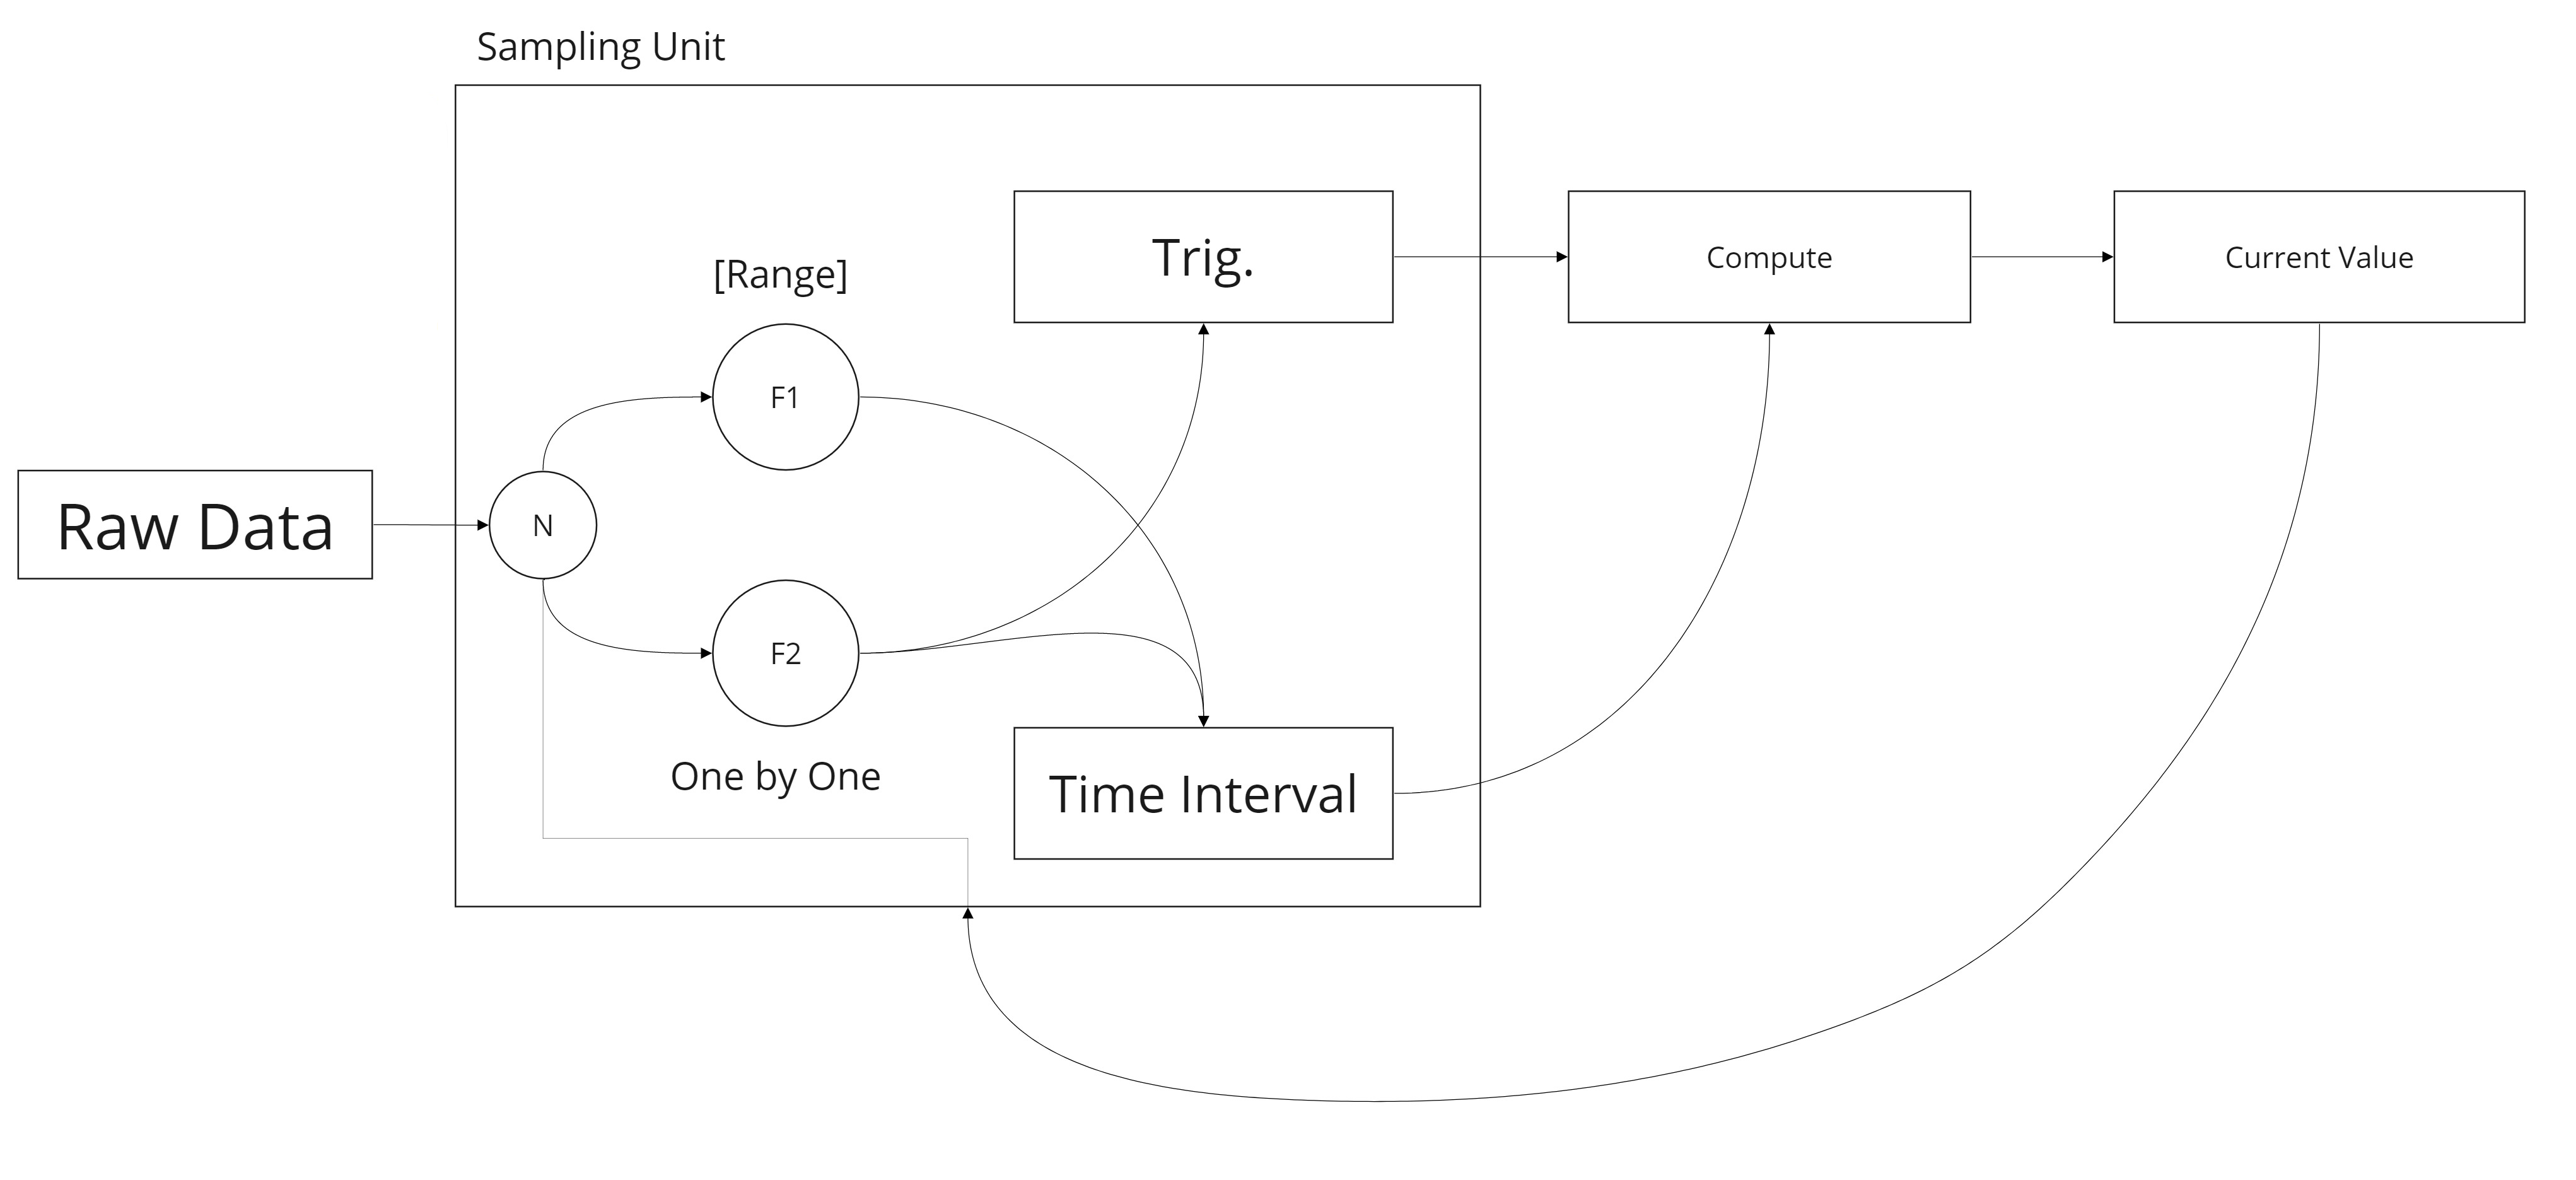 Sampling Unit
Trig.
Compute
Current Value
[Range]
F1
Raw Data
N
F2
One by One
Time Interval